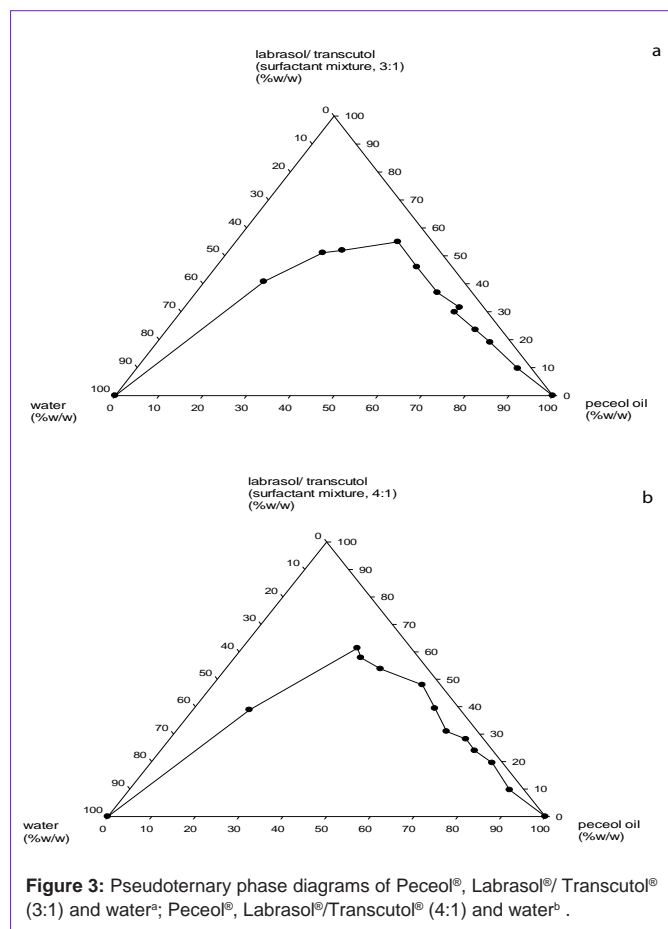 labrasol/ transcutol
(surfactant mixture, 3:1)
(%w/w)
a
0
100
10
90
20
80
30
70
40
60
50
50
60
40
70
30
80
20
90
10
100
0
water
(%w/w)
0 10 20 30 40 50 60 70 80 90 100
peceol oil
(%w/w)
labrasol/ transcutol
(surfactant mixture, 4:1)
(%w/w)
b
0
100
10
90
20
80
30
70
40
60
50
50
60
40
70
30
80
20
90
10
100
0
water
(%w/w)
0 10 20 30 40 50 60 70 80 90 100
peceol oil
(%w/w)
Figure 3: Pseudoternary phase diagrams of Peceol®, Labrasol®/ Transcutol®
(3:1) and waterᵃ; Peceol®, Labrasol®/Transcutol® (4:1) and waterᵇ .